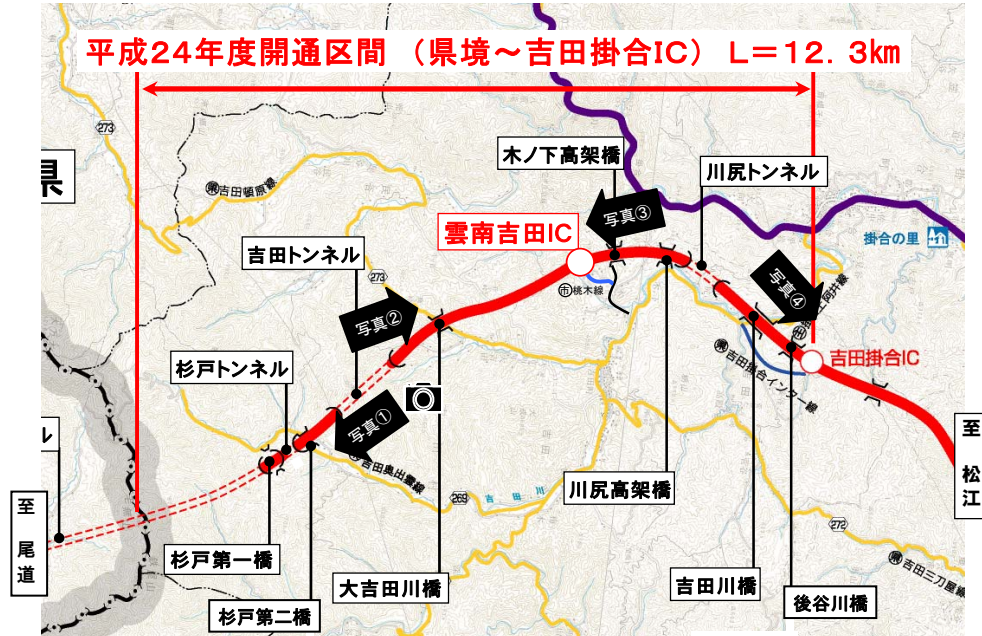 平成24年度開通区間 (県境～吉田掛合IC) L=12.3㎞
273
県
木ノ下高架橋
川尻トンネル
県吉田頓原線
写真③
雲南吉田IC
掛合の里
吉田トンネル
273
市桃木線
写真④
写真②
杉戸トンネル
県吉田掛合インター線
吉田掛合IC
写真①
ル
至 松江
県吉田奥出雲線
269
吉田川
川尻高架橋
至 尾道
272
杉戸第一橋
大吉田川橋
吉田川橋
県吉田三刀屋線
杉戸第二橋
後谷川橋